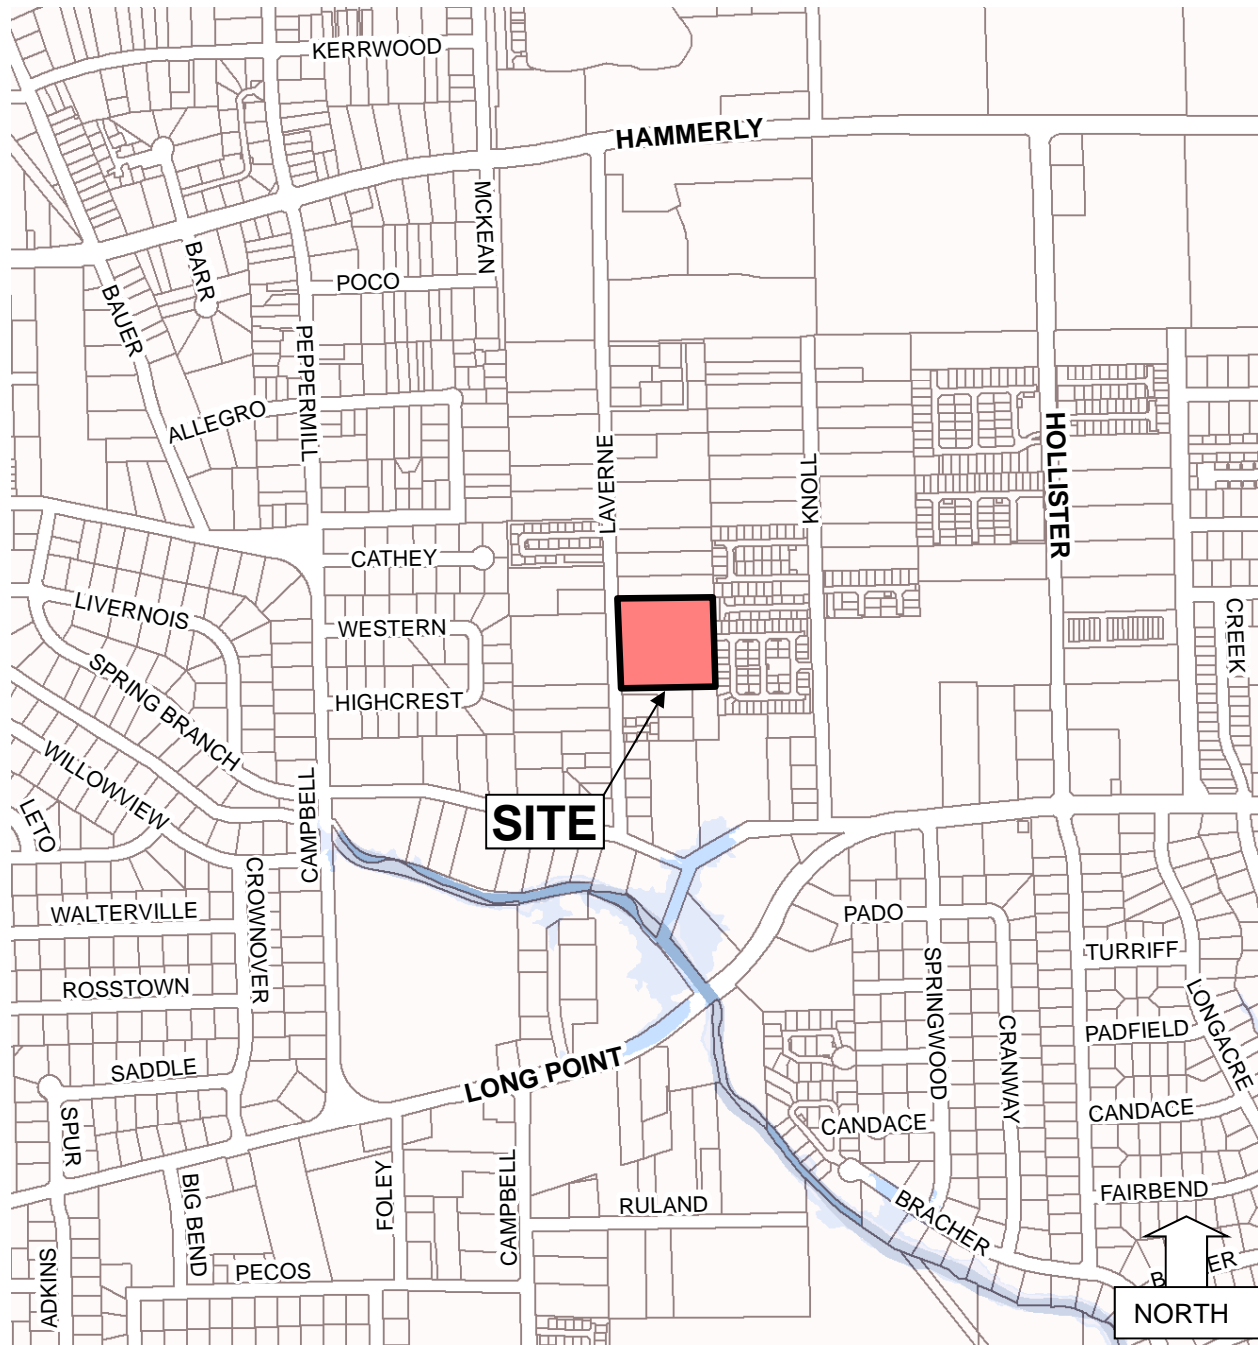 KERRWOOD
HAMMERLY
MCKEAN
BARR
POCO
BAUER
PEPPERMILL
ALLEGRO
LAVERNE
KNOLL
HOLLISTER
CATHEY
LIVERNOIS
WESTERN
CREEK
SPRING BRANCH
HIGHCREST
WILLOWVIEW
CAMPBELL
LETO
SITE
CROWNOVER
WALTERVILLE
PADO
TURRIFF
SPRINGWOOD
ROSSTOWN
LONGACRE
CRANWAY
PADFIELD
SADDLE
LONG POINT
SPUR
CANDACE
CANDACE
BIG BEND
FOLEY
CAMPBELL
RULAND
BRACHER
FAIRBEND
ADKINS
PECOS
NORTH